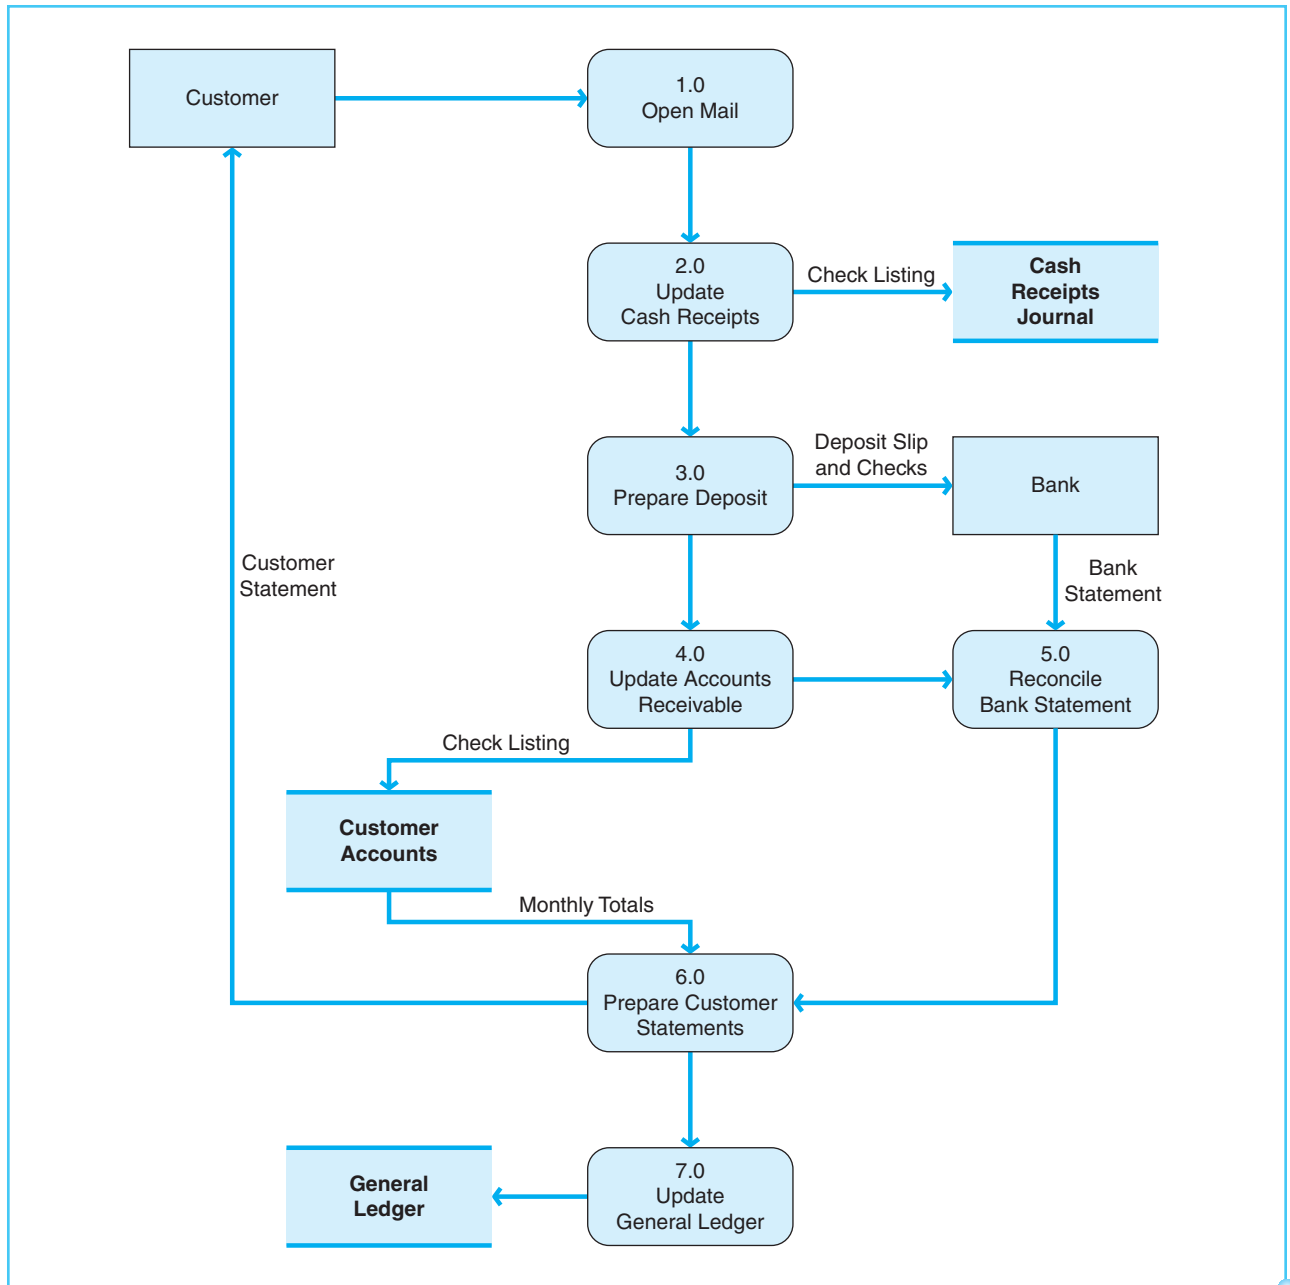 Customer
1.0
Open Mail
2.0
Update
Cash Receipts
Check Listing
Cash
Receipts
Journal
3.0
Prepare Deposit
Deposit Slip
and Checks
Bank
Customer
Statement
Bank
Statement
4.0
Update Accounts
Receivable
5.0
Reconcile
Bank Statement
Check Listing
Customer
Accounts
Monthly Totals
6.0
Prepare Customer
Statements
General
Ledger
7.0
Update
General Ledger